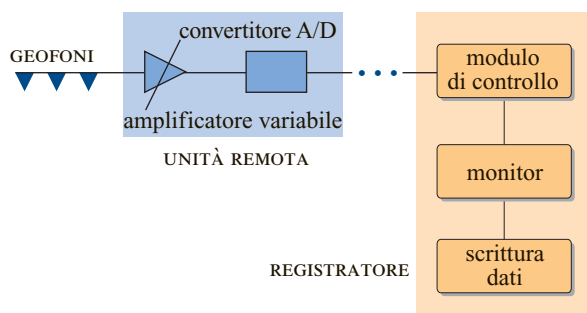 convertitore A/D
GEOFONI
amplificatore variabile
UNITÀ REMOTA
modulo
di controllo
monitor
scrittura
dati
REGISTRATORE